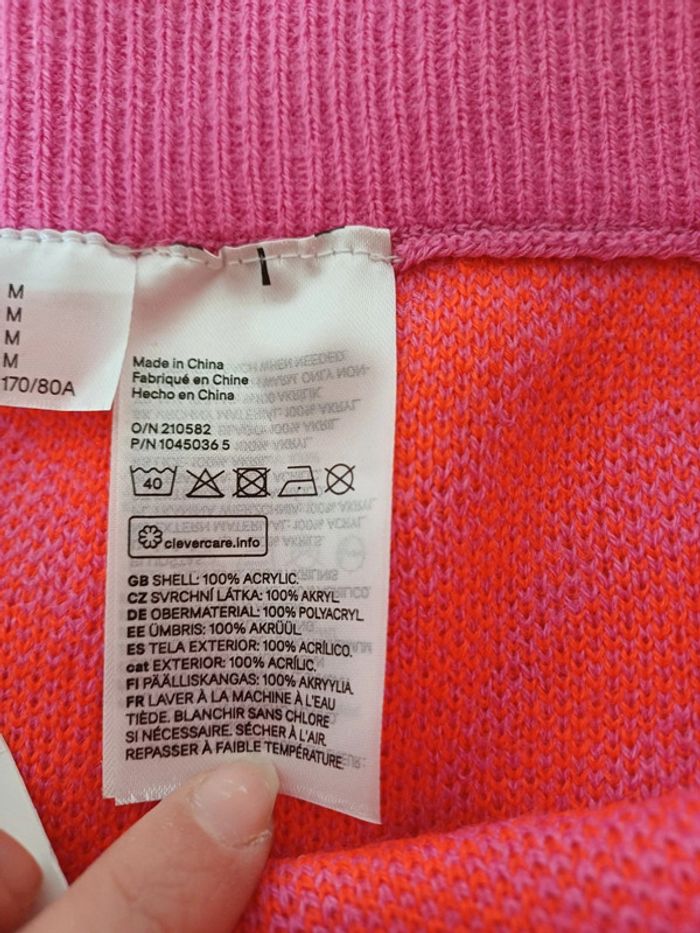 M
M
M
M
170/80A
Made in China
Fabriqué en Chine
Hecho en China
O/N 210582
P/N 1045036 5
40
clevercare.info
GB SHELL: 100% ACRYLIC.
CZ SVRCHNÍ LÁTKA: 100% AKRYL
DE OBERMATERIAL: 100% POLYACRYL
EE ÜMBRIS: 100% AKRÜÜL
ES TELA EXTERIOR: 100% ACRÍLICO.
cat EXTERIOR: 100% ACRÍLIC.
FI PÄÄLLISKANGAS: 100% AKRYYLIA
FR LAVER À LA MACHINE À L'EAU
TIÈDE. BLANCHIR SANS CHLORE
SI NÉCESSAIRE. SÉCHER À L'AIR.
REPASSER À FAIBLE TEMPÉRATURE.